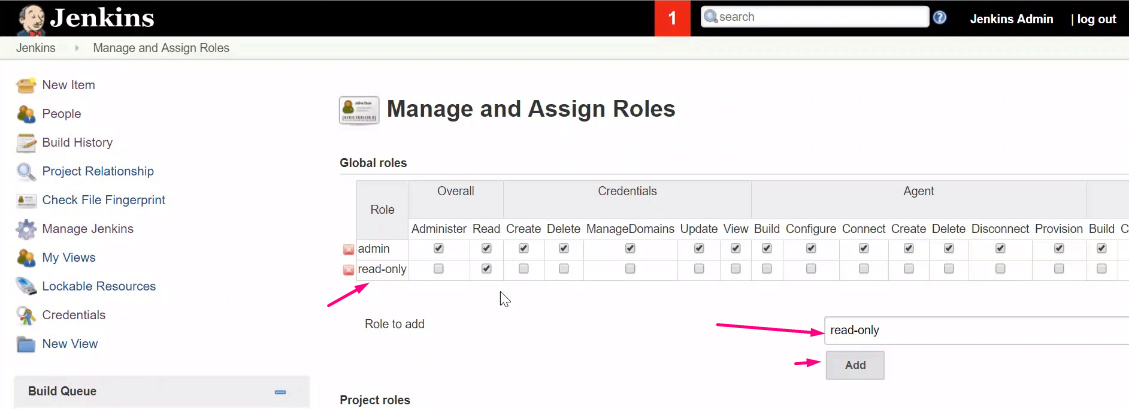 Jenkins
1
search
?
Jenkins Admin
| log out
Jenkins
Manage and Assign Roles
New Item
People
Build History
Project Relationship
Check File Fingerprint
Manage Jenkins
My Views
Lockable Resources
Credentials
New View
Build Queue
Manage and Assign Roles
Global roles
Role
Overall
Credentials
Agent
Administer Read Create Delete ManageDomains Update View Build Configure Connect Create Delete Disconnect Provision Build C
admin
read-only
Role to add
read-only
Add
Project roles